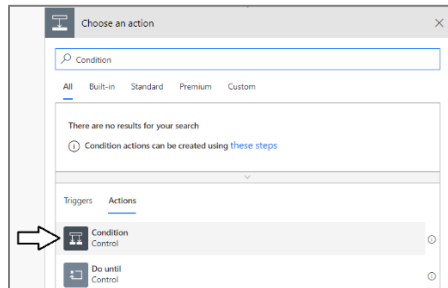 Choose an action
Condition
All Built-in Standard Premium Custom
There are no results for your search
Condition actions can be created using these steps
Triggers Actions
Condition
Control
Do until
Control